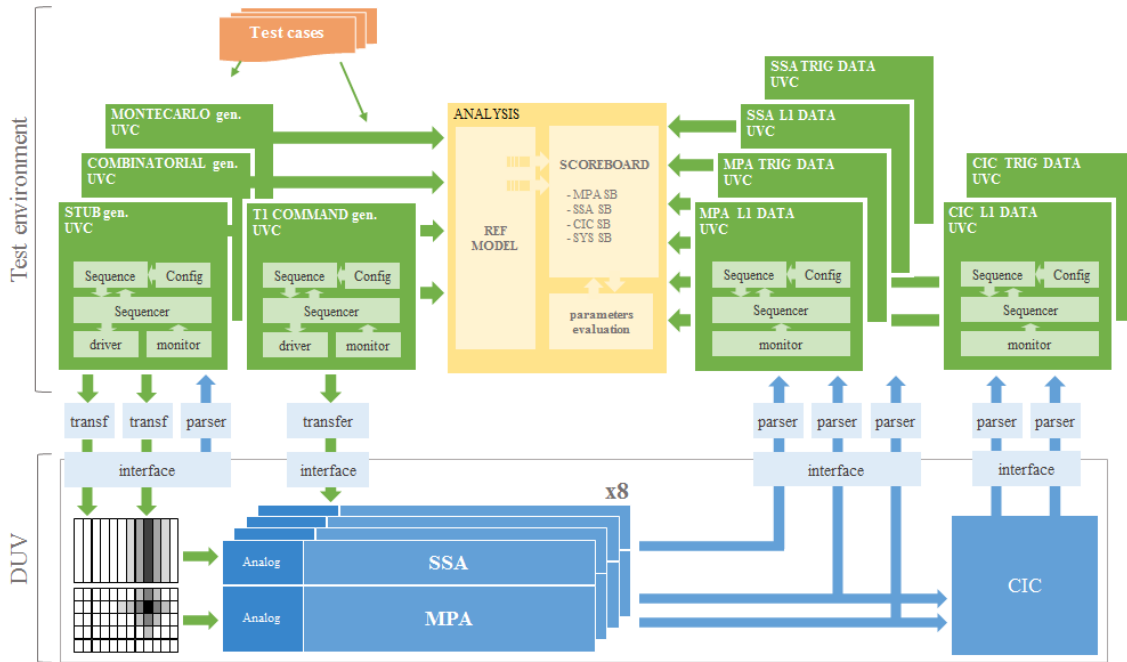 Test environment
Test cases
MONTECARLO gen.
UVC
COMBINATORIAL gen.
UVC
STUB gen.
UVC
Sequence
Config
Sequencer
driver
monitor
T1 COMMAND gen.
UVC
Sequence
Config
Sequencer
driver
monitor
ANALYSIS
REF
MODEL
SCOREBOARD
- MPA SB
- SSA SB
- CIC SB
- SYS SB
parameters
evaluation
SSA TRIG DATA
UVC
SSA L1 DATA
UVC
MPA TRIG DATA
UVC
MPA L1 DATA
UVC
Sequence
Config
Sequencer
monitor
CIC TRIG DATA
UVC
CIC L1 DATA
UVC
Sequence
Config
Sequencer
monitor
transf
transf
parser
transfer
parser
parser
parser
parser
parser
interface
interface
interface
interface
DUV
x8
Analog
SSA
Analog
MPA
CIC